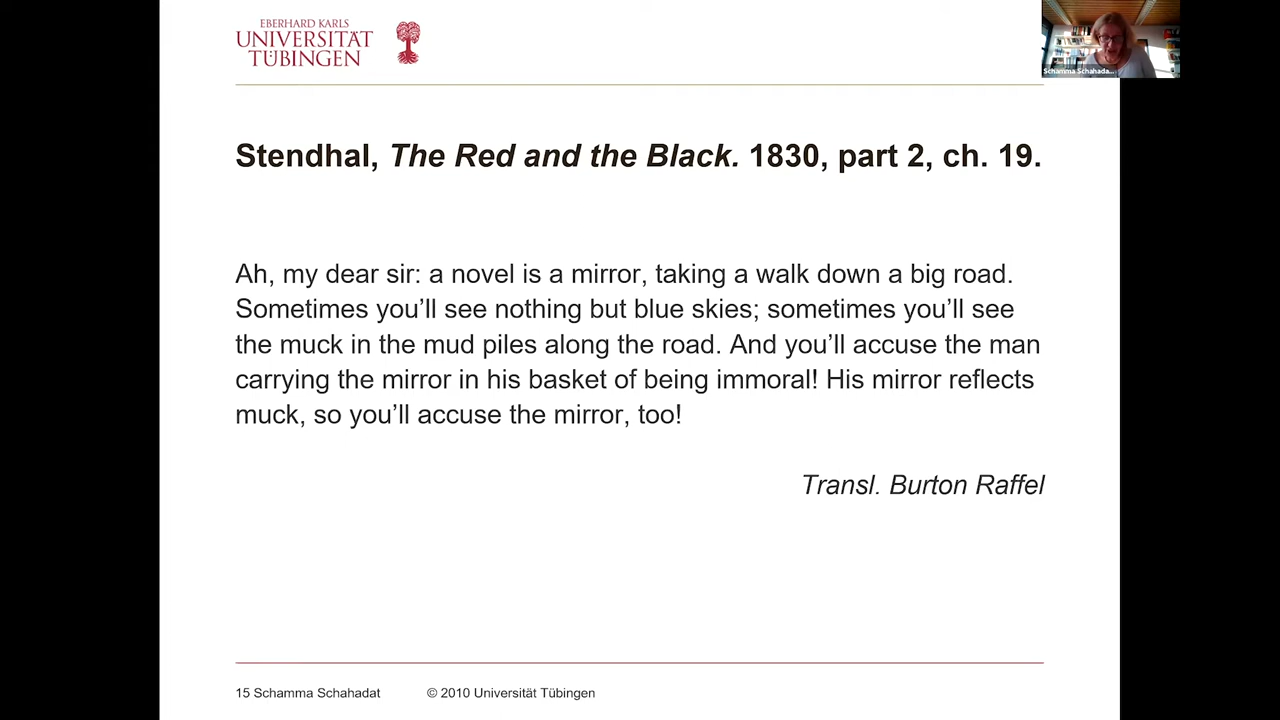 EBERHARD KARLS
UNIVERSITÄT
TÜBINGEN
Schamma Schahada...
Stendhal, The Red and the Black. 1830, part 2, ch. 19.
Ah, my dear sir: a novel is a mirror, taking a walk down a big road.
Sometimes you’ll see nothing but blue skies; sometimes you’ll see
the muck in the mud piles along the road. And you’ll accuse the man
carrying the mirror in his basket of being immoral! His mirror reflects
muck, so you’ll accuse the mirror, too!
Transl. Burton Raffel
15 Schamma Schahadat © 2010 Universität Tübingen